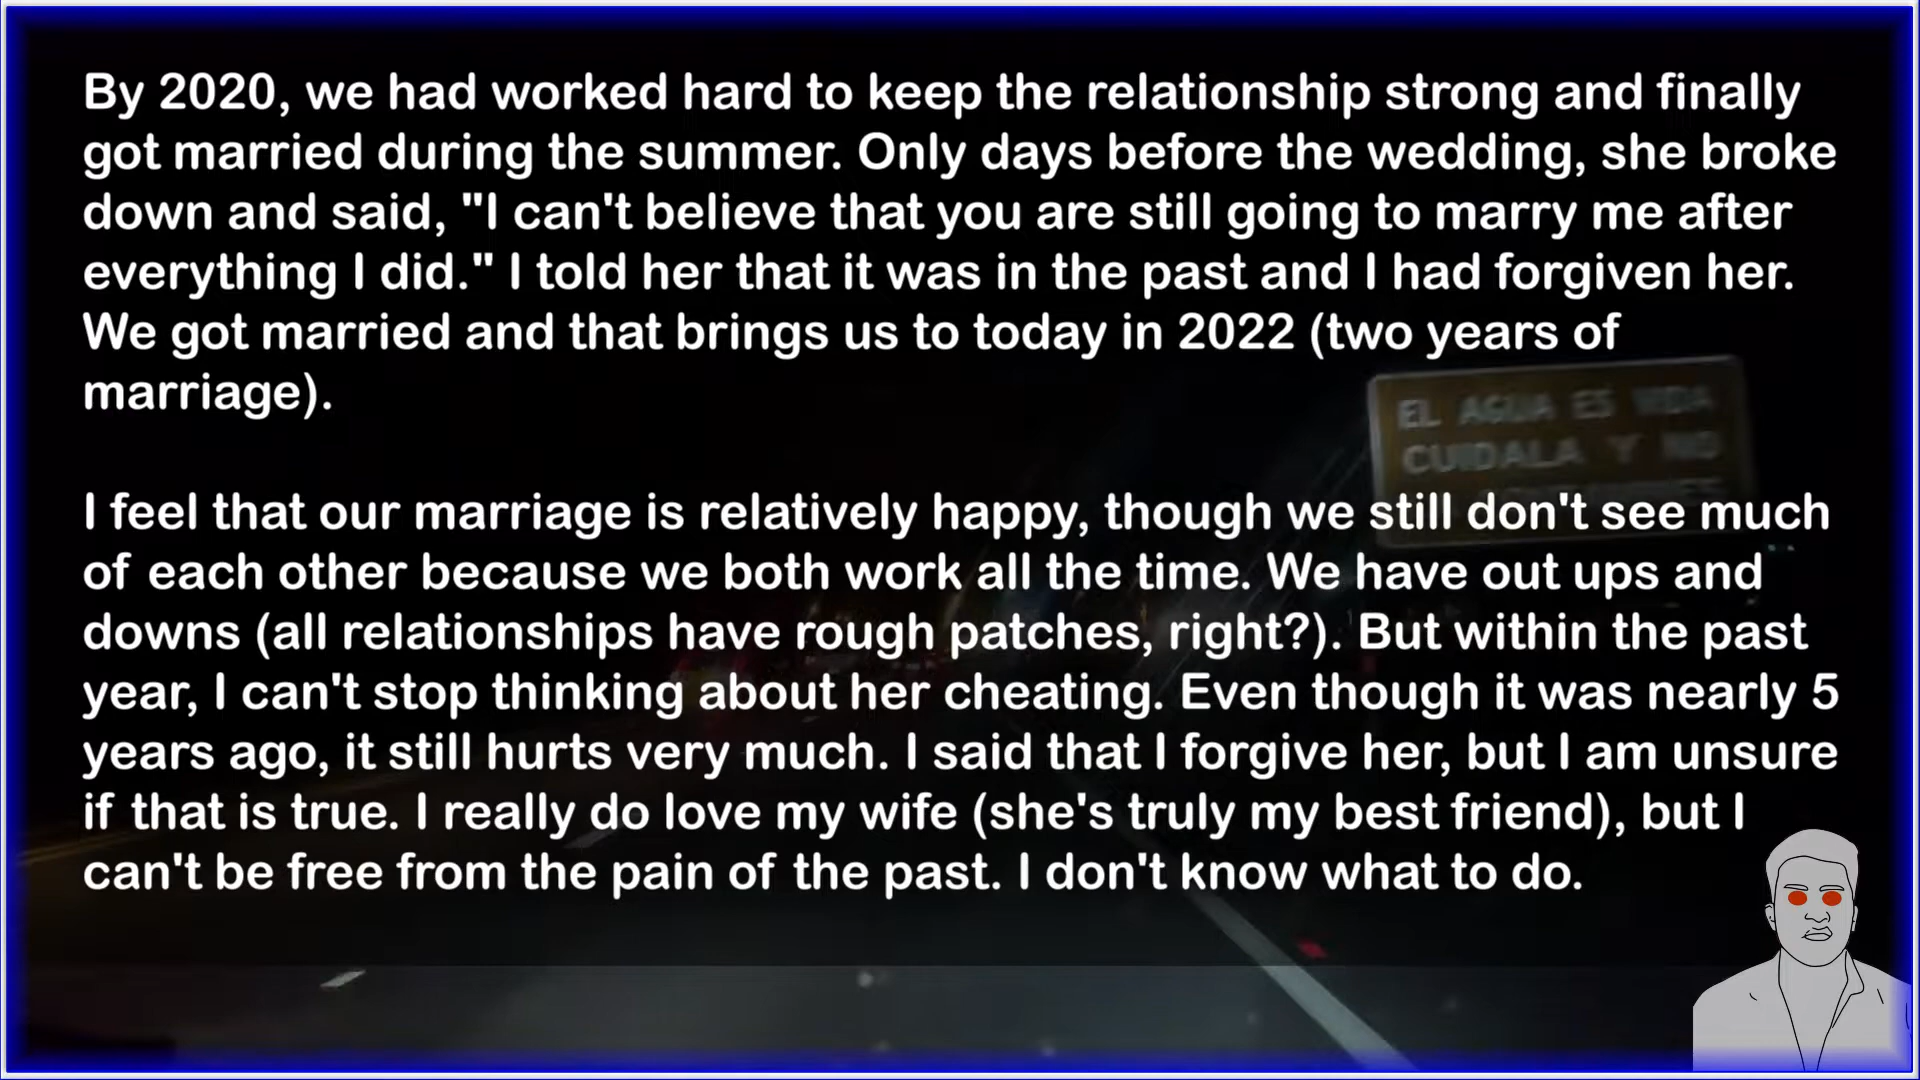 By 2020, we had worked hard to keep the relationship strong and finally
got married during the summer. Only days before the wedding, she broke
down and said, "I can't believe that you are still going to marry me after
everything I did." I told her that it was in the past and I had forgiven her.
We got married and that brings us to today in 2022 (two years of
marriage).
EL AGUA ES VIDA
CUIDALA Y NO
I feel that our marriage is relatively happy, though we still don't see much
of each other because we both work all the time. We have out ups and
downs (all relationships have rough patches, right?). But within the past
year, I can't stop thinking about her cheating. Even though it was nearly 5
years ago, it still hurts very much. I said that I forgive her, but I am unsure
if that is true. I really do love my wife (she's truly my best friend), but I
can't be free from the pain of the past. I don't know what to do.